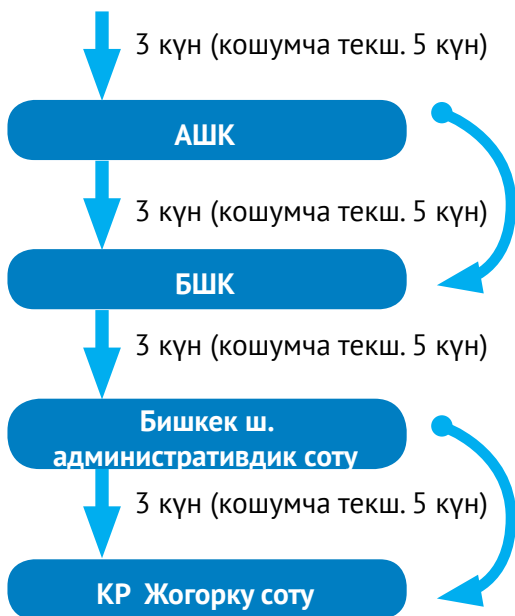 3 күн (кошумча текш. 5 күн)
АШК
3 күн (кошумча текш. 5 күн)
БШК
3 күн (кошумча текш. 5 күн)
Бишкек ш.
административдик соту
3 күн (кошумча текш. 5 күн)
КР Жогорку соту